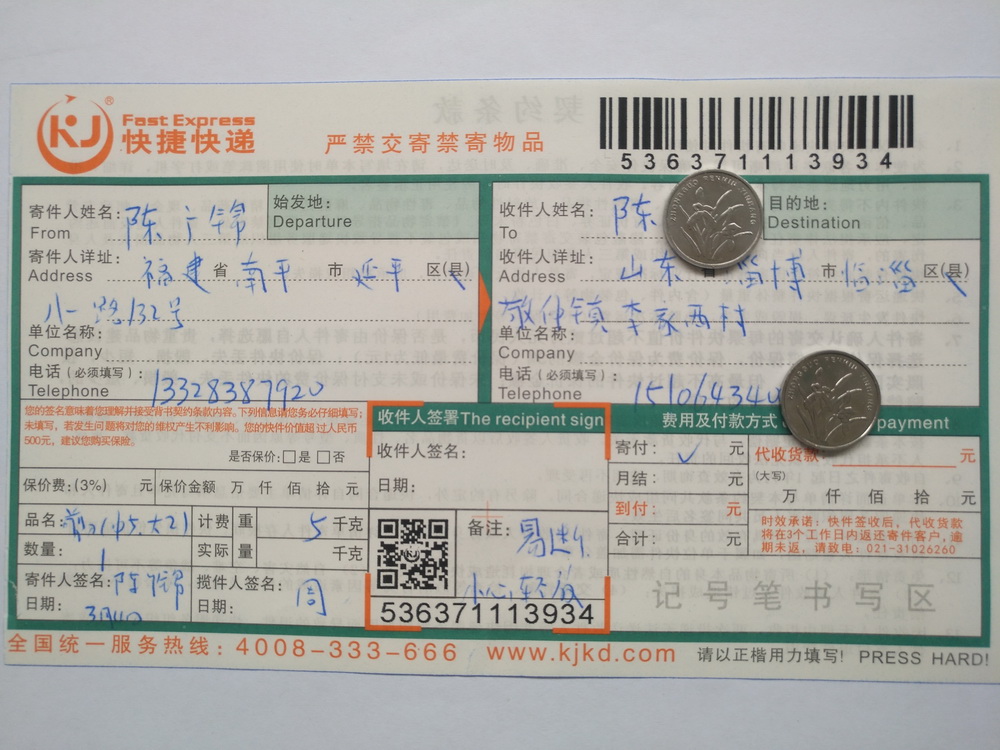 KJ®
Fast Express
快捷快递
严禁交寄禁寄物品
536371113934
寄件人姓名: 陈广锦
From
始发地:
Departure
寄件人详址: 福建 省 南平 市 延平 区(县)
Address
八一路132号
单位名称:
Company
电话 (必须填写):
Telephone 13328387920
收件人姓名: 陈
To
目的地:
Destination
收件人详址: 山东 省 淄博 市 临淄 区(县)
Address
敬仲镇 李家西村
单位名称:
Company
电话 (必须填写):
Telephone 151064340
您的签名意味着您理解并接受背书契约条款内容。下列信息请您务必仔细填写;
未填写,若发生问题将对您的维权产生不利影响。您的快件价值超过人民币
500元,建议您购买保险。
是否保价: □是 □否
保价费:(3%) 元 保价金额 万 仟 佰 拾 元
品名:
数量: 1
计费 重 5 千克
实际 量 千克
寄件人签名: 陈广锦
日期:
揽件人签名: 周
日期:
收件人签署The recipient sign
收件人签名:
日期:
备注: 易断
小心轻放
536371113934
费用及付款方式 payment
寄付: ✓ 元
月结: 元
到付: 元
合计: 元
代收货款: 元
(大写)
万 仟 佰 拾 元
时效承诺: 快件签收后, 代收货款
将在3个工作日内返还寄件客户,逾
期未返, 请致电: 021-31026260
记号笔书写区
全国统一服务热线: 4008-333-666 www.kjkd.com 请以正楷用力填写! PRESS HARD!